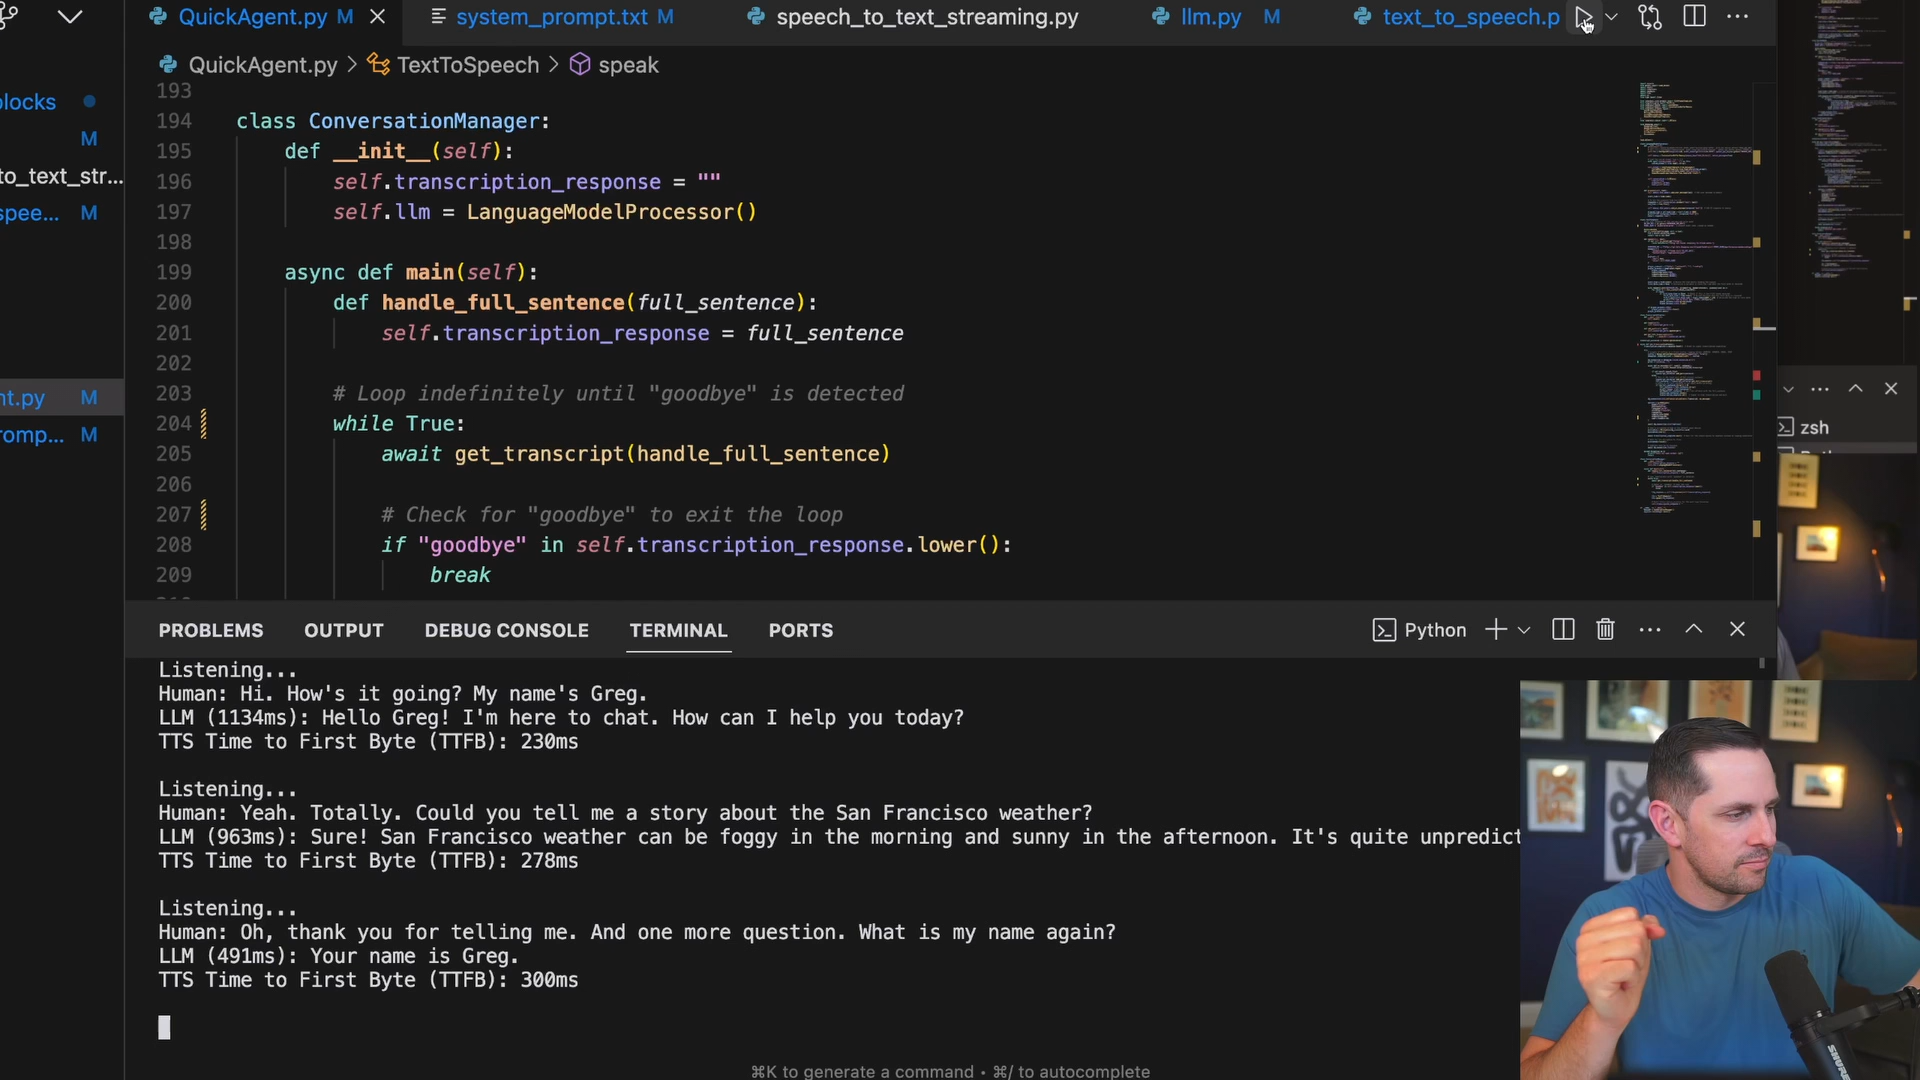 QuickAgent.py M
system_prompt.txt M
speech_to_text_streaming.py
llm.py M
text_to_speech.p
QuickAgent.py > TextToSpeech > speak
locks
M
to_text_str...
spee... M
nt.py M
romp... M
193
194 class ConversationManager:
195 def __init__(self):
196 self.transcription_response = ""
197 self.llm = LanguageModelProcessor()
198
199 async def main(self):
200 def handle_full_sentence(full_sentence):
201 self.transcription_response = full_sentence
202
203 # Loop indefinitely until "goodbye" is detected
204 while True:
205 await get_transcript(handle_full_sentence)
206
207 # Check for "goodbye" to exit the loop
208 if "goodbye" in self.transcription_response.lower():
209 break
zsh
PROBLEMS OUTPUT DEBUG CONSOLE TERMINAL PORTS Python
Listening...
Human: Hi. How's it going? My name's Greg.
LLM (1134ms): Hello Greg! I'm here to chat. How can I help you today?
TTS Time to First Byte (TTFB): 230ms
Listening...
Human: Yeah. Totally. Could you tell me a story about the San Francisco weather?
LLM (963ms): Sure! San Francisco weather can be foggy in the morning and sunny in the afternoon. It's quite unpredict
TTS Time to First Byte (TTFB): 278ms
Listening...
Human: Oh, thank you for telling me. And one more question. What is my name again?
LLM (491ms): Your name is Greg.
TTS Time to First Byte (TTFB): 300ms
⌘K to generate a command • ⌘/ to autocomplete
SHURE